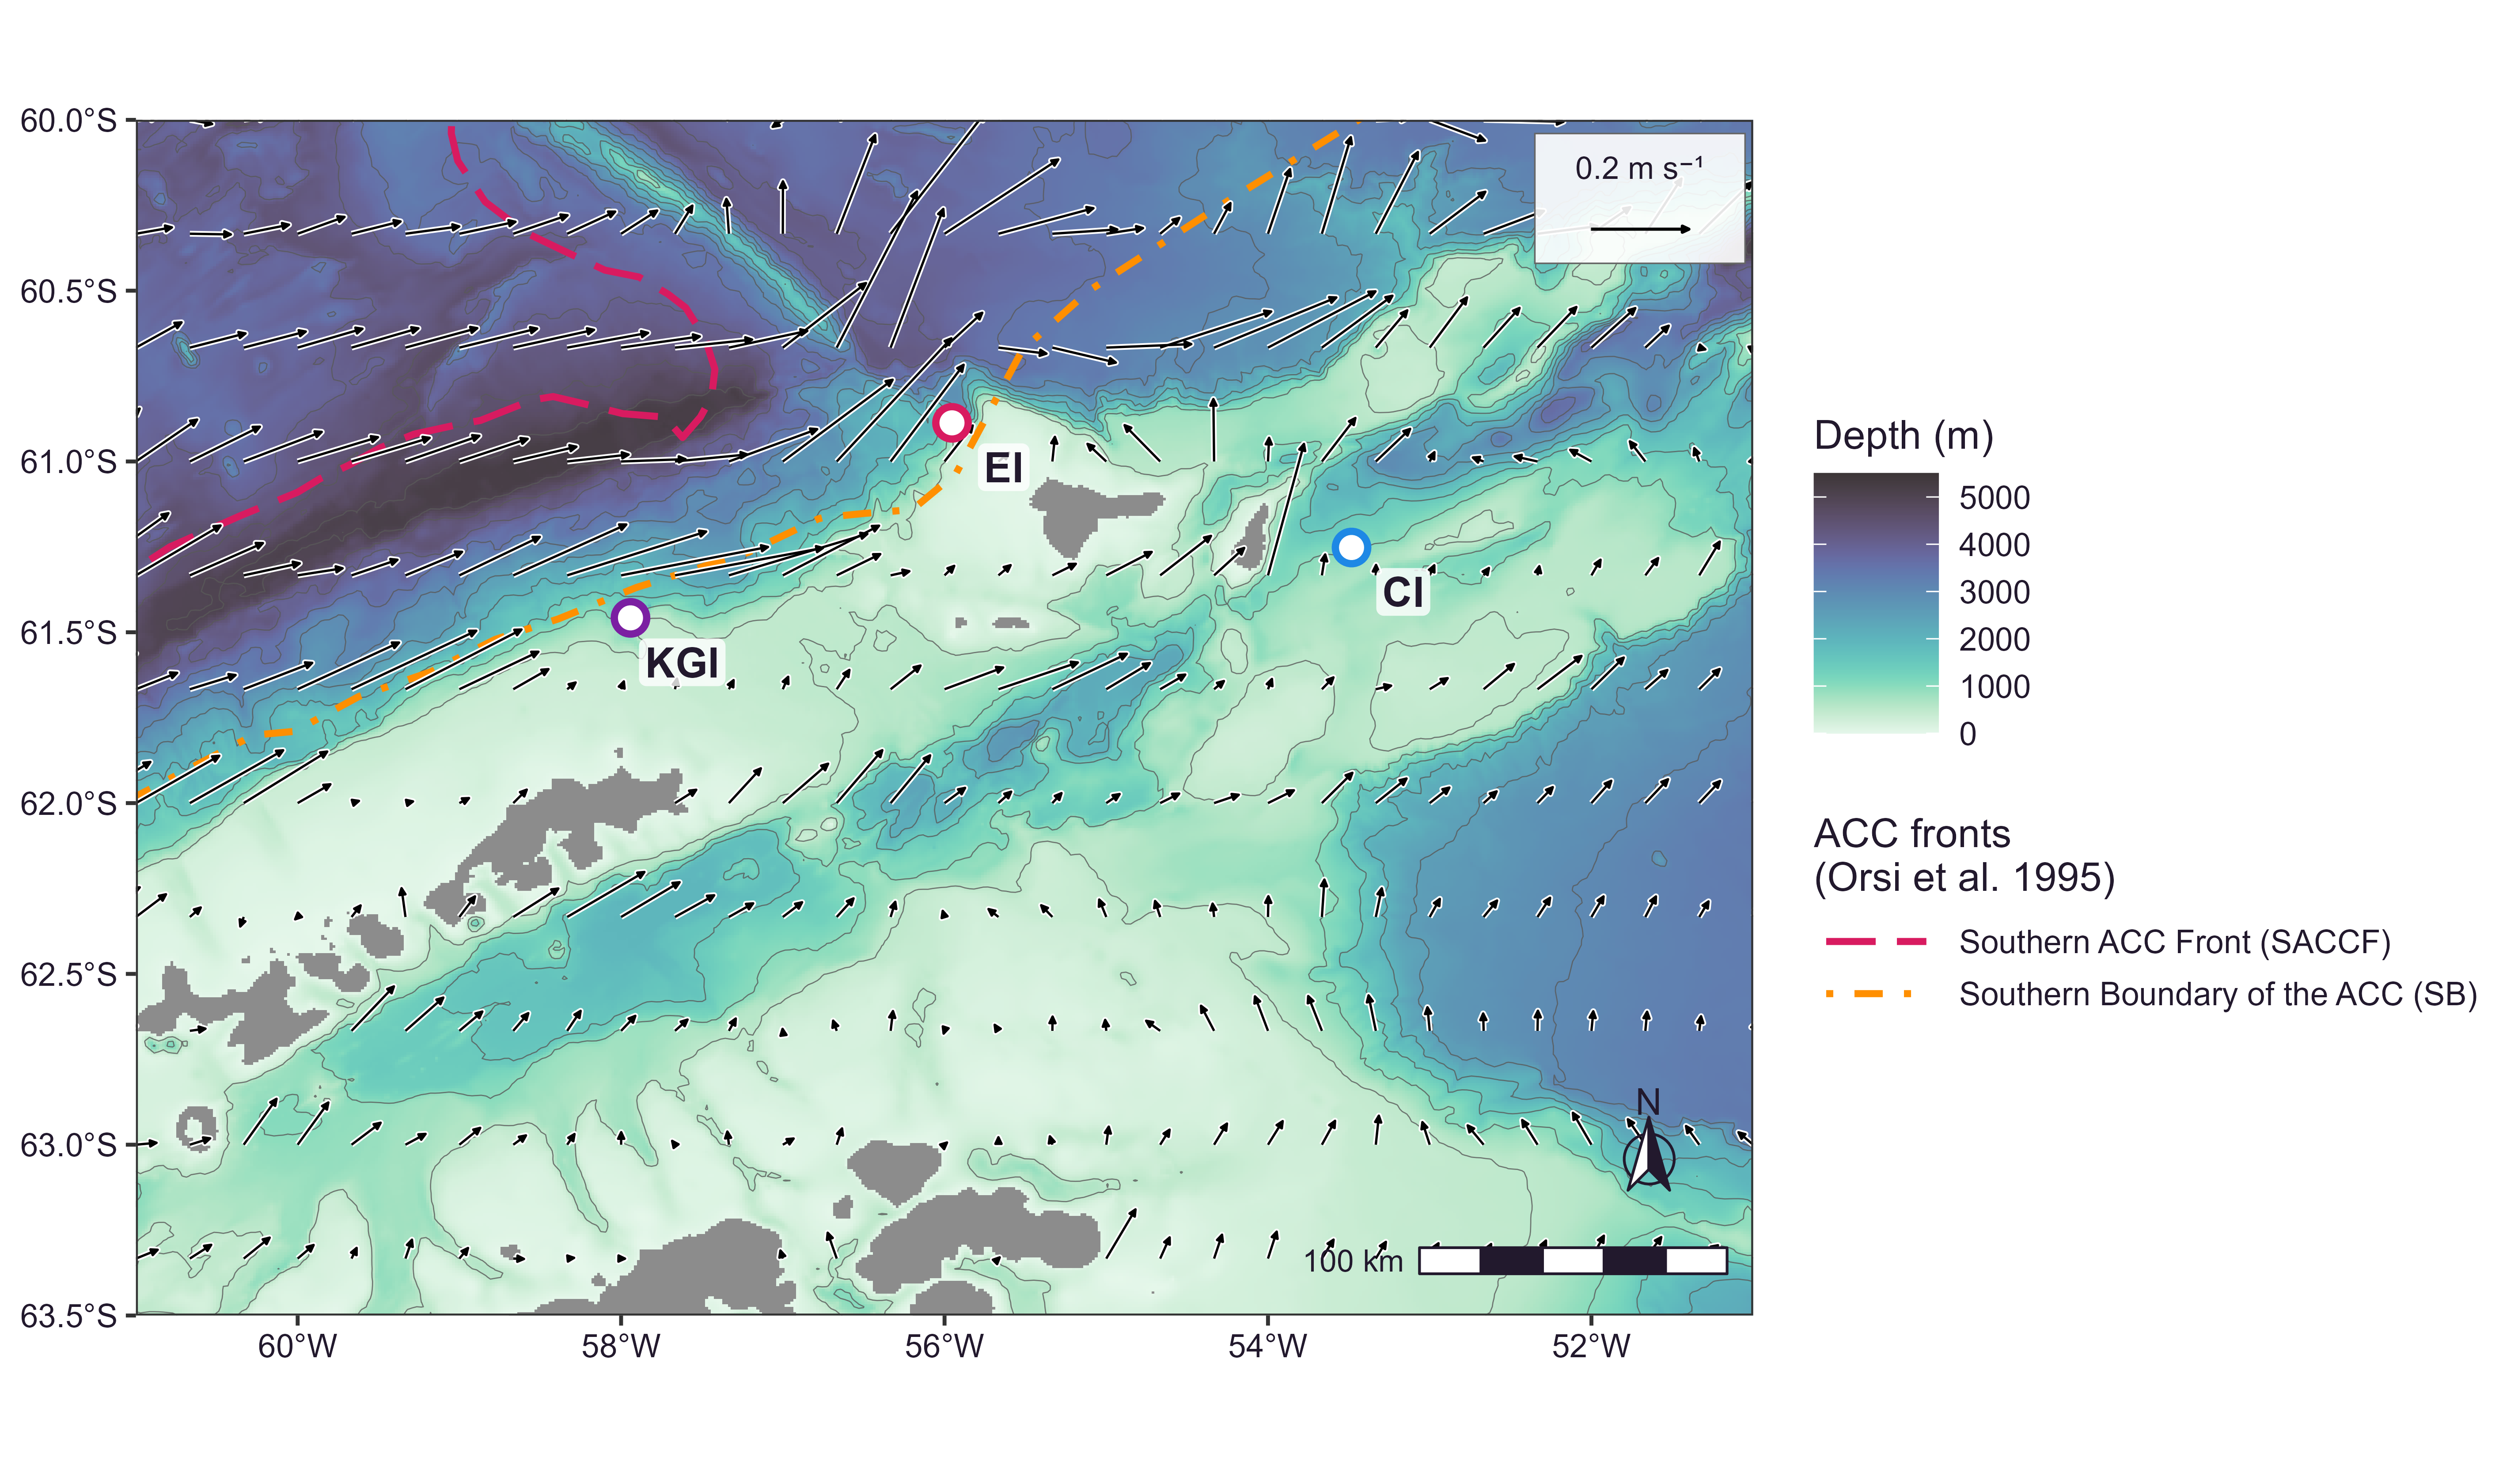 60.0°S
60.5°S
61.0°S
61.5°S
62.0°S
62.5°S
63.0°S
63.5°S
60°W
58°W
56°W
54°W
52°W
0.2 m s⁻¹
EI
CI
KGI
N
100 km
Depth (m)
5000
4000
3000
2000
1000
0
ACC fronts
(Orsi et al. 1995)
Southern ACC Front (SACCF)
Southern Boundary of the ACC (SB)